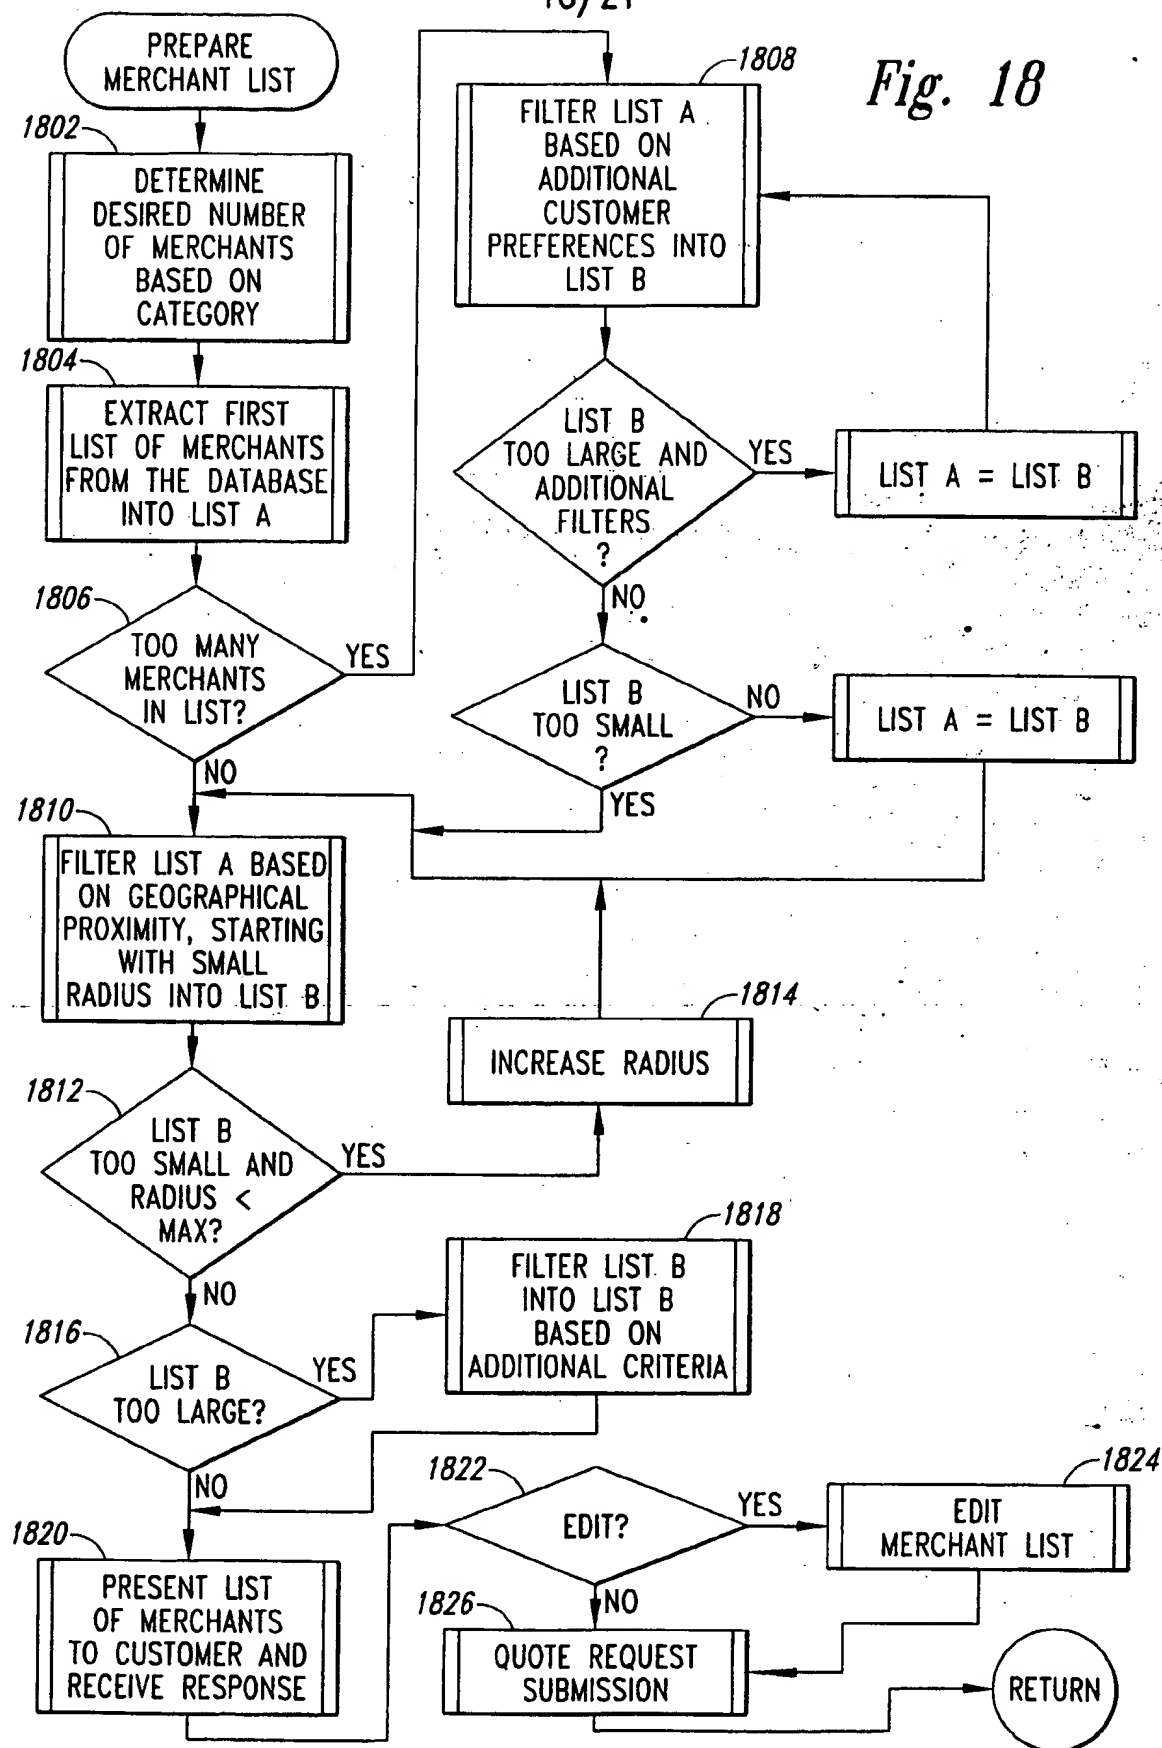 Fig. 18
PREPARE
MERCHANT LIST
1802
DETERMINE
DESIRED NUMBER
OF MERCHANTS
BASED ON
CATEGORY
1804
EXTRACT FIRST
LIST OF MERCHANTS
FROM THE DATABASE
INTO LIST A
1806
TOO MANY
MERCHANTS
IN LIST?
YES
NO
1808
FILTER LIST A
BASED ON
ADDITIONAL
CUSTOMER
PREFERENCES INTO
LIST B
LIST B
TOO LARGE AND
ADDITIONAL
FILTERS
?
YES
LIST A = LIST B
NO
LIST B
TOO SMALL
?
NO
LIST A = LIST B
YES
1810
FILTER LIST A BASED
ON GEOGRAPHICAL
PROXIMITY, STARTING
WITH SMALL
RADIUS INTO LIST B
1812
LIST B
TOO SMALL AND
RADIUS <
MAX?
YES
1814
INCREASE RADIUS
NO
1816
LIST B
TOO LARGE?
YES
1818
FILTER LIST B
INTO LIST B
BASED ON
ADDITIONAL CRITERIA
NO
1820
PRESENT LIST
OF MERCHANTS
TO CUSTOMER AND
RECEIVE RESPONSE
1822
EDIT?
YES
1824
EDIT
MERCHANT LIST
NO
1826
QUOTE REQUEST
SUBMISSION
RETURN